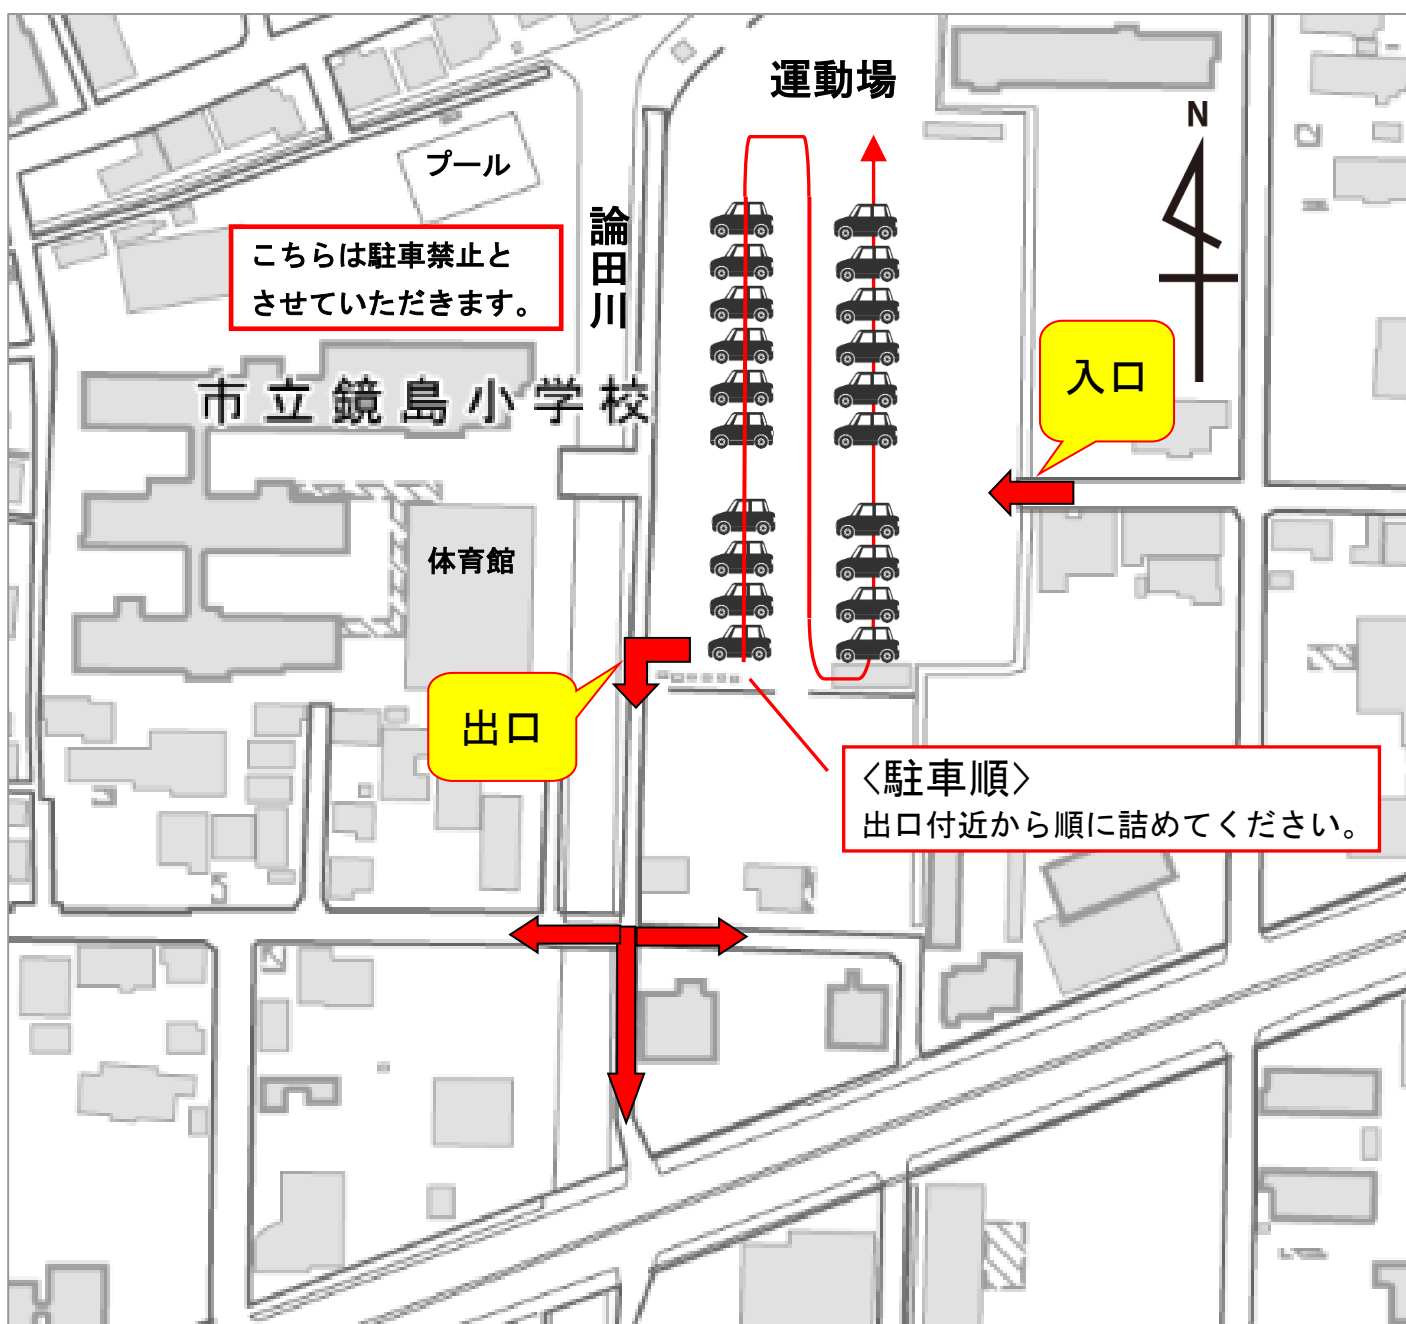 運動場
N
プール
論田川
こちらは駐車禁止と
させていただきます。
入口
市立鏡島小学校
体育館
出口
〈駐車順〉
出口付近から順に詰めてください。